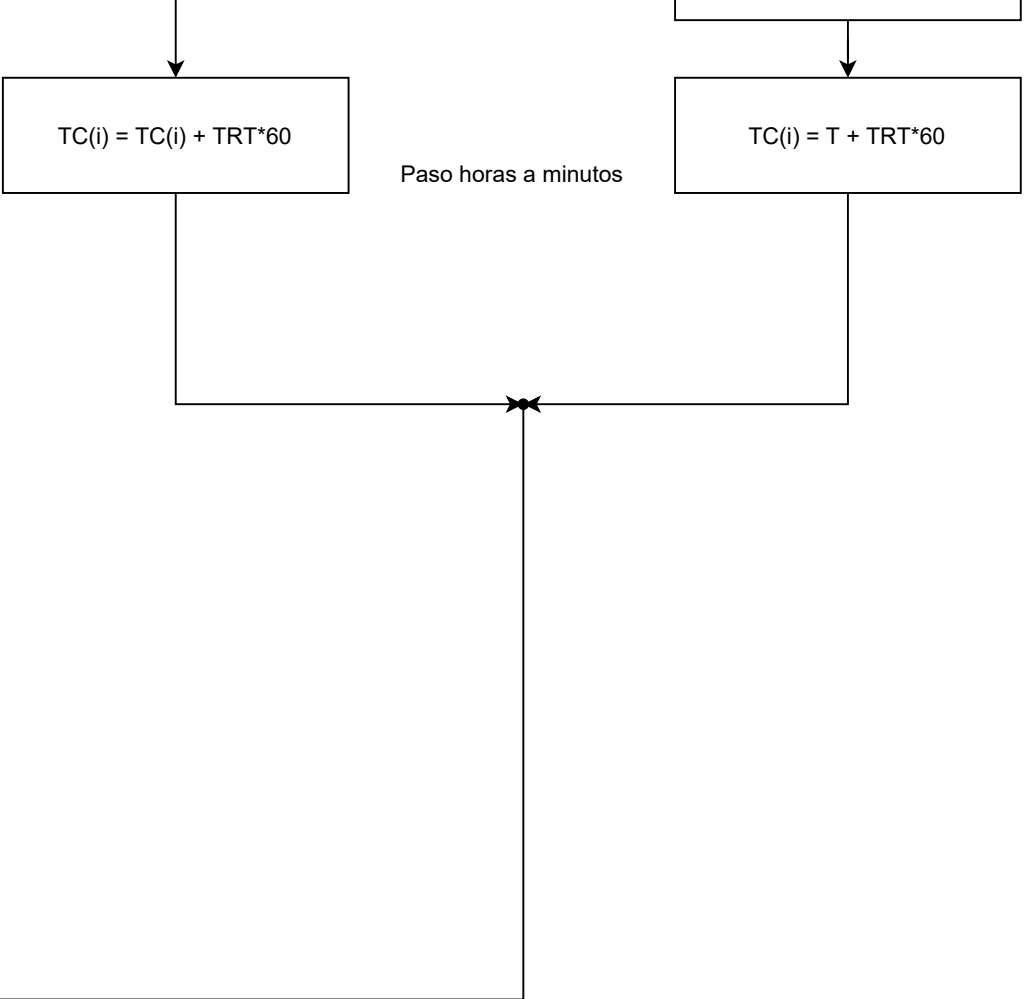 TC(i) = TC(i) + TRT*60
TC(i) = T + TRT*60
Paso horas a minutos